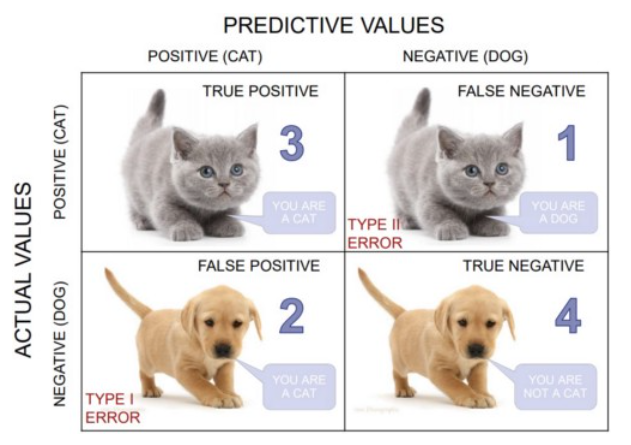 PREDICTIVE VALUES
POSITIVE (CAT)
NEGATIVE (DOG)
ACTUAL VALUES
POSITIVE (CAT)
TRUE POSITIVE
3
YOU ARE
A CAT
FALSE NEGATIVE
1
YOU ARE
A DOG
TYPE II
ERROR
NEGATIVE (DOG)
FALSE POSITIVE
2
YOU ARE
A CAT
TYPE I
ERROR
TRUE NEGATIVE
4
YOU ARE
NOT A CAT